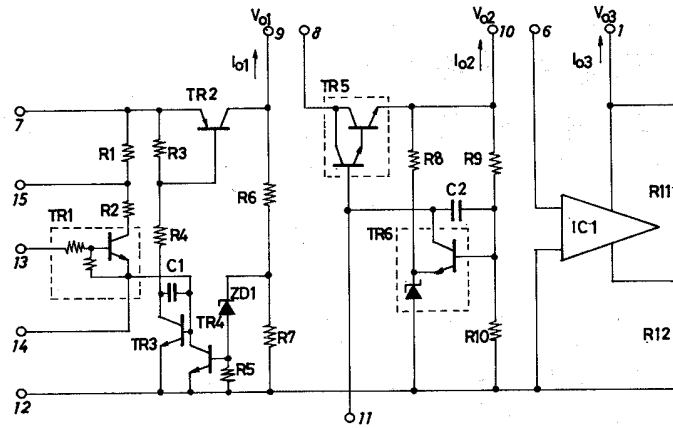 Vo1 Vo2 Vo3
9 8 10 6 1
Io1 Io2 Io3
TR2 TR5
7
R1 R3 R8 R9
15
R2 R6 R11
TR1 C2
R4 TR6 IC1
13
C1 ZD1
TR4
14 TR3 R7 R10 R12
R5
12
11